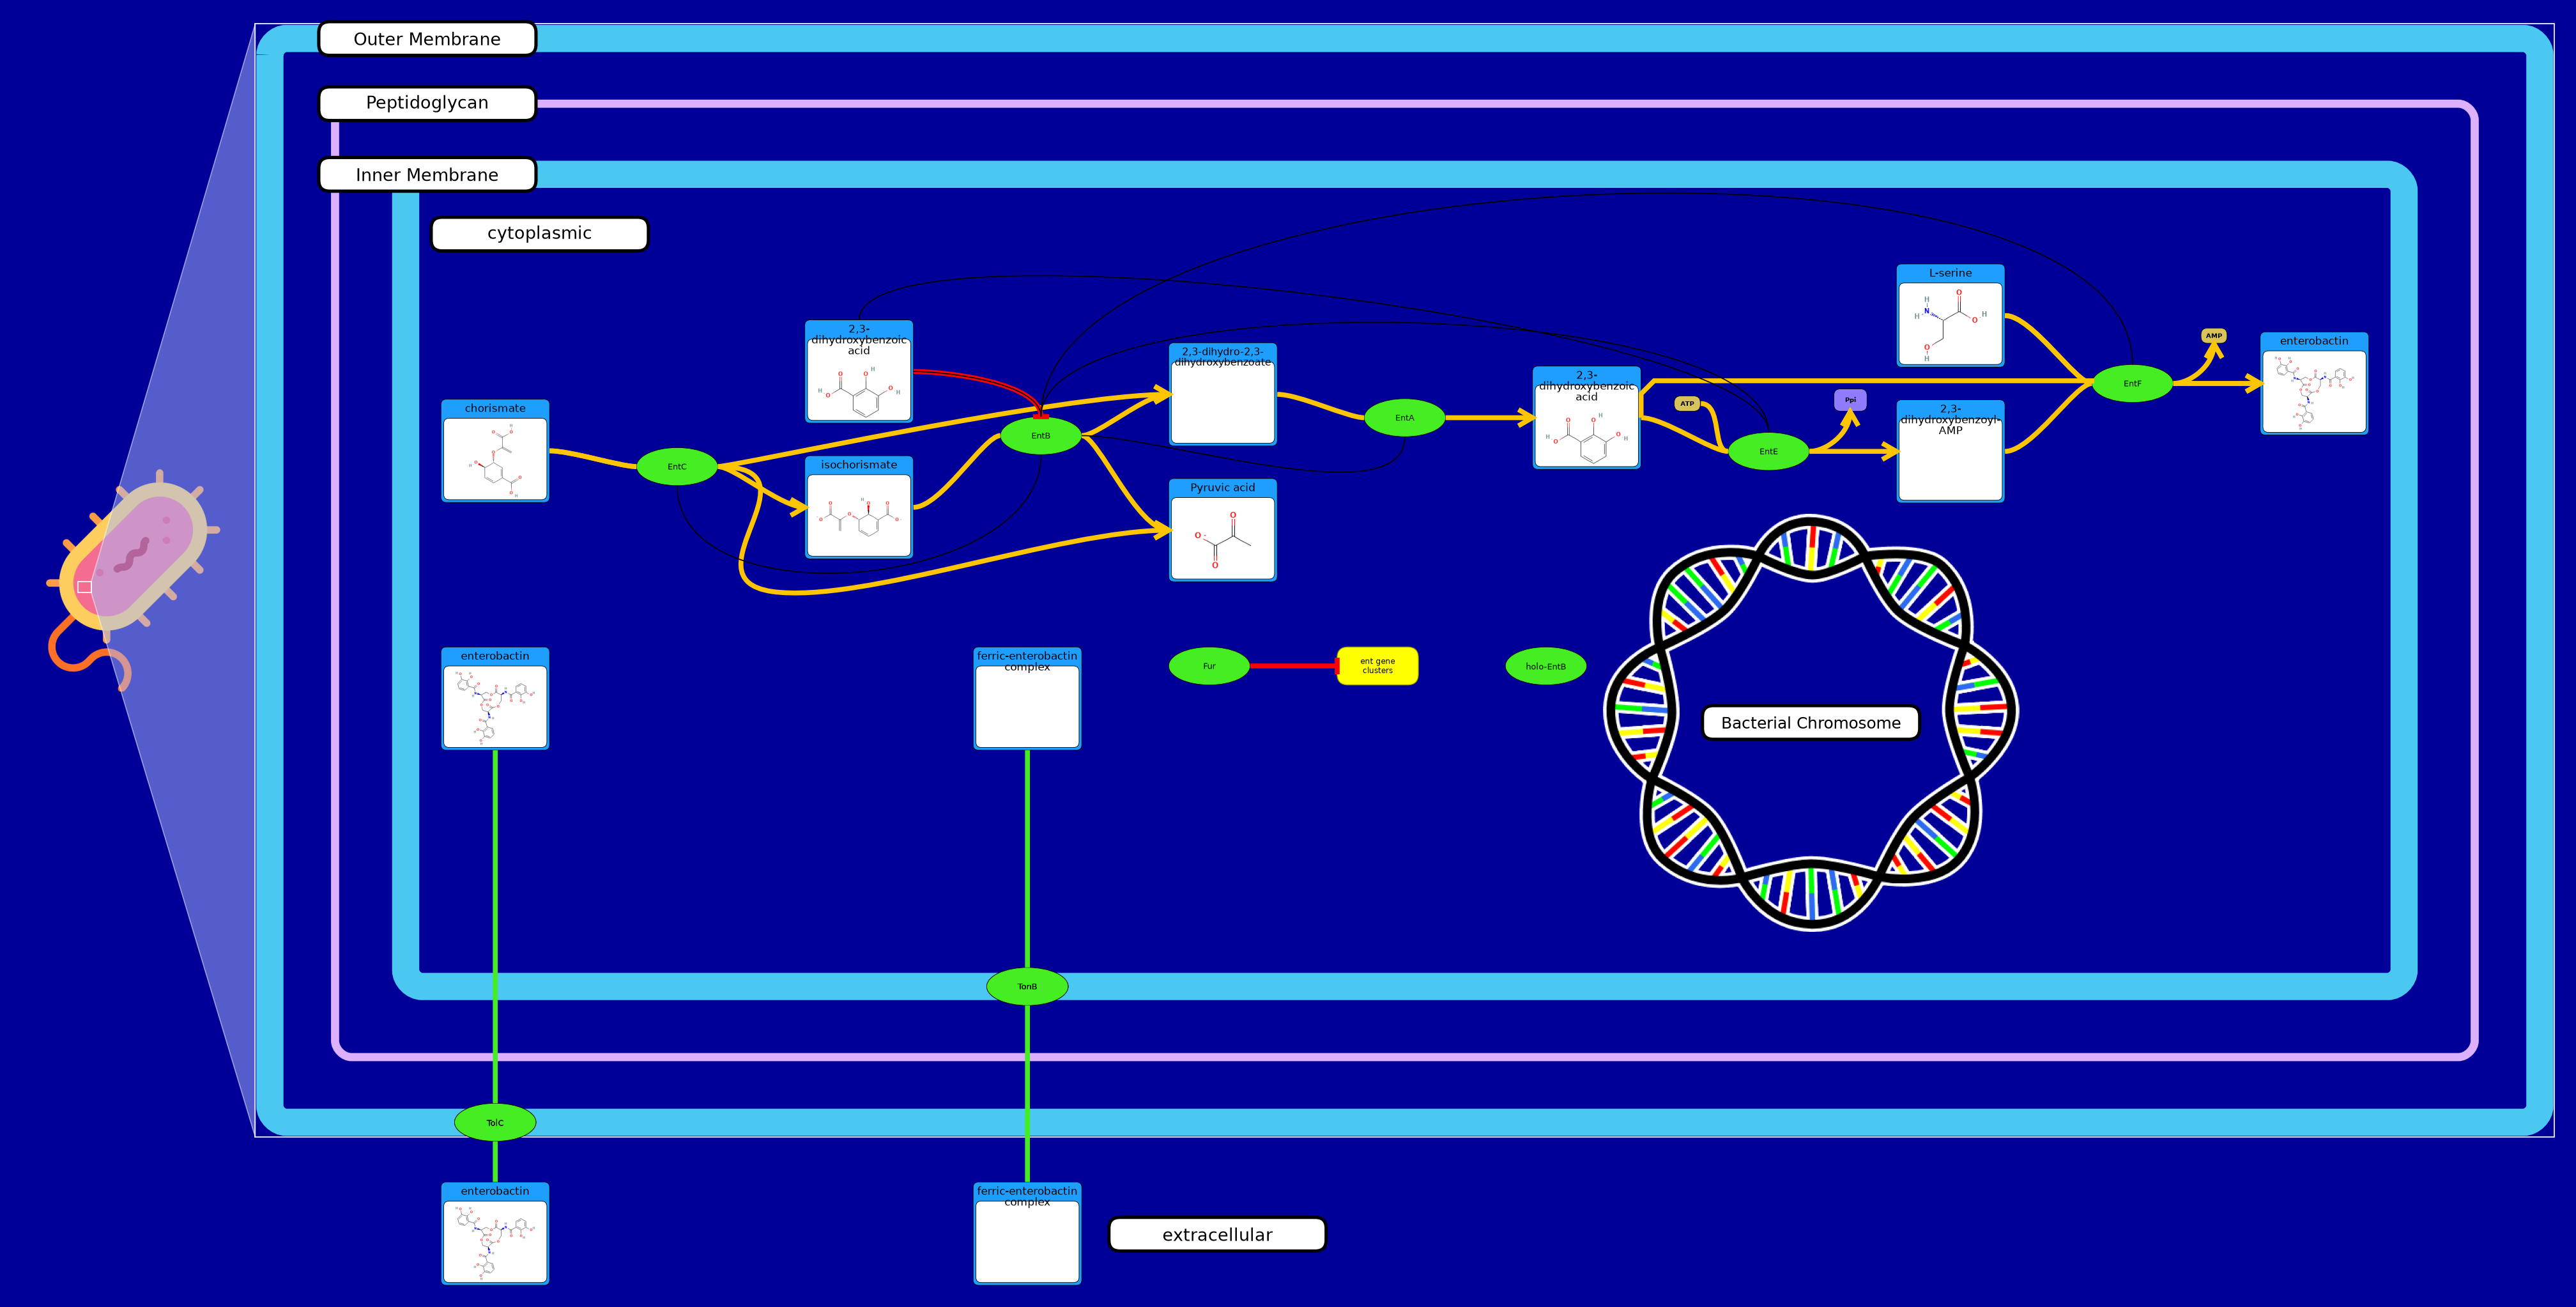 Outer Membrane
Peptidoglycan
Inner Membrane
cytoplasmic
L-serine
2,3-
dihydroxybenzoic
acid
2,3-dihydro-2,3-
dihydroxybenzoate
AMP
enterobactin
2,3-
dihydroxybenzoic
acid
EntF
chorismate
ATP
Ppi
2,3-
dihydroxybenzoyl-
AMP
EntA
EntB
EntE
EntC
isochorismate
Pyruvic acid
enterobactin
ferric-enterobactin
complex
Fur
ent gene
clusters
holo-EntB
Bacterial Chromosome
TonB
TolC
enterobactin
ferric-enterobactin
complex
extracellular